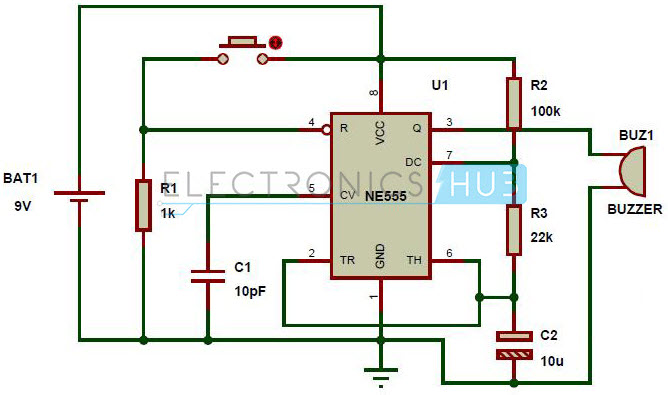 U1
R2
100k
8
4
R
VCC
Q
3
BUZ1
BAT1
9V
R1
1k
DC
7
ELECTRONICS HUB
5
CV
NE555
BUZZER
R3
22k
2
TR
GND
TH
6
C1
10pF
1
C2
10u